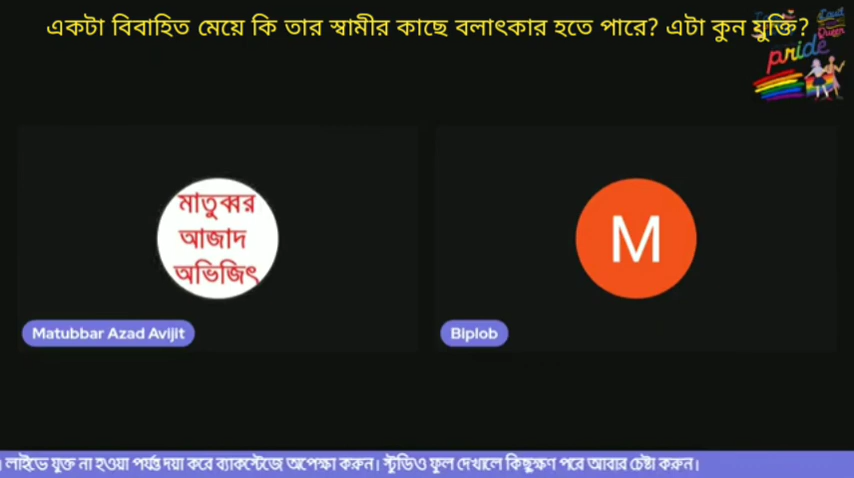 একটা বিবাহিত মেয়ে কি তার স্বামীর কাছে বলাৎকার হতে পারে? এটা কুন যুক্তি?
pride
মাতুব্বর
আজাদ
অভিজিৎ
M
Matubbar Azad Avijit
Biplob
লাইভে যুক্ত না হওয়া পর্যন্ত দয়া করে ব্যাকস্টেজে অপেক্ষা করুন। স্টুডিও ফুল দেখালে কিছুক্ষণ পরে আবার চেষ্টা করুন।